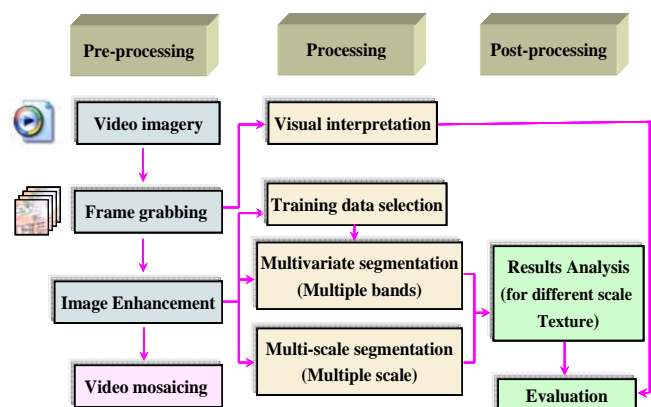 Pre-processing
Processing
Post-processing
Video imagery
Visual interpretation
Frame grabbing
Training data selection
Multivariate segmentation
(Multiple bands)
Results Analysis
(for different scale
Texture)
Image Enhancement
Multi-scale segmentation
(Multiple scale)
Video mosaicing
Evaluation